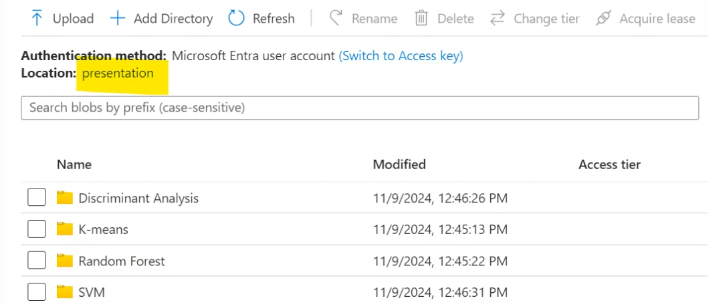 Upload Add Directory Refresh Rename Delete Change tier Acquire lease
Authentication method: Microsoft Entra user account (Switch to Access key)
Location: presentation
Search blobs by prefix (case-sensitive)
Name Modified Access tier
Discriminant Analysis 11/9/2024, 12:46:26 PM
K-means 11/9/2024, 12:45:13 PM
Random Forest 11/9/2024, 12:45:22 PM
SVM 11/9/2024, 12:46:31 PM